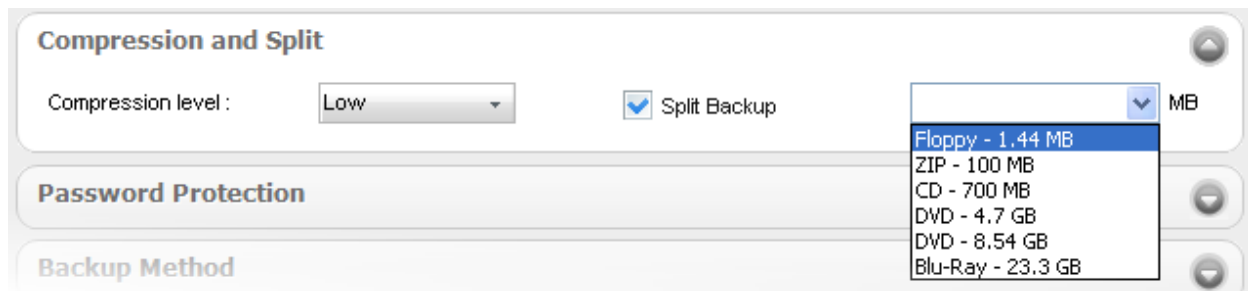 Compression and Split
Compression level : Low Split Backup MB
Floppy - 1.44 MB
ZIP - 100 MB
CD - 700 MB
DVD - 4.7 GB
DVD - 8.54 GB
Blu-Ray - 23.3 GB
Password Protection
Backup Method